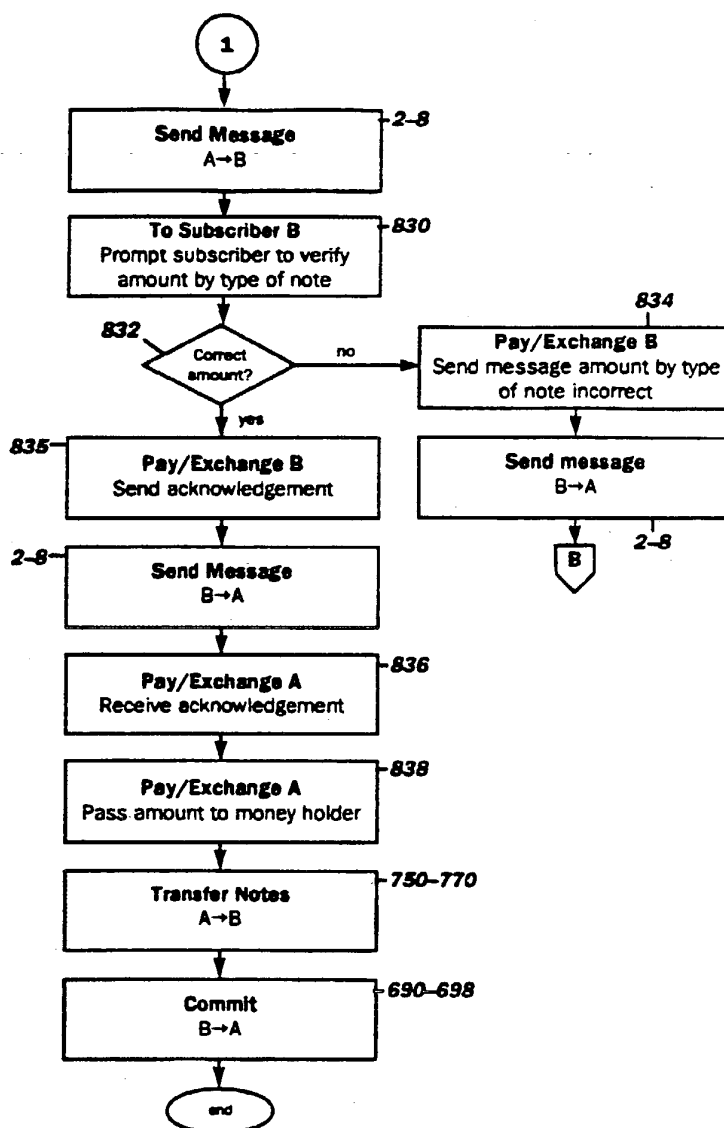 1
2-8
Send Message
A→B
830
To Subscriber B
Prompt subscriber to verify
amount by type of note
832
Correct
amount?
no
yes
834
Pay/Exchange B
Send message amount by type
of note incorrect
Send message
B→A
2-8
B
835
Pay/Exchange B
Send acknowledgement
2-8
Send Message
B→A
836
Pay/Exchange A
Receive acknowledgement
838
Pay/Exchange A
Pass amount to money holder
750-770
Transfer Notes
A→B
690-698
Commit
B→A
end